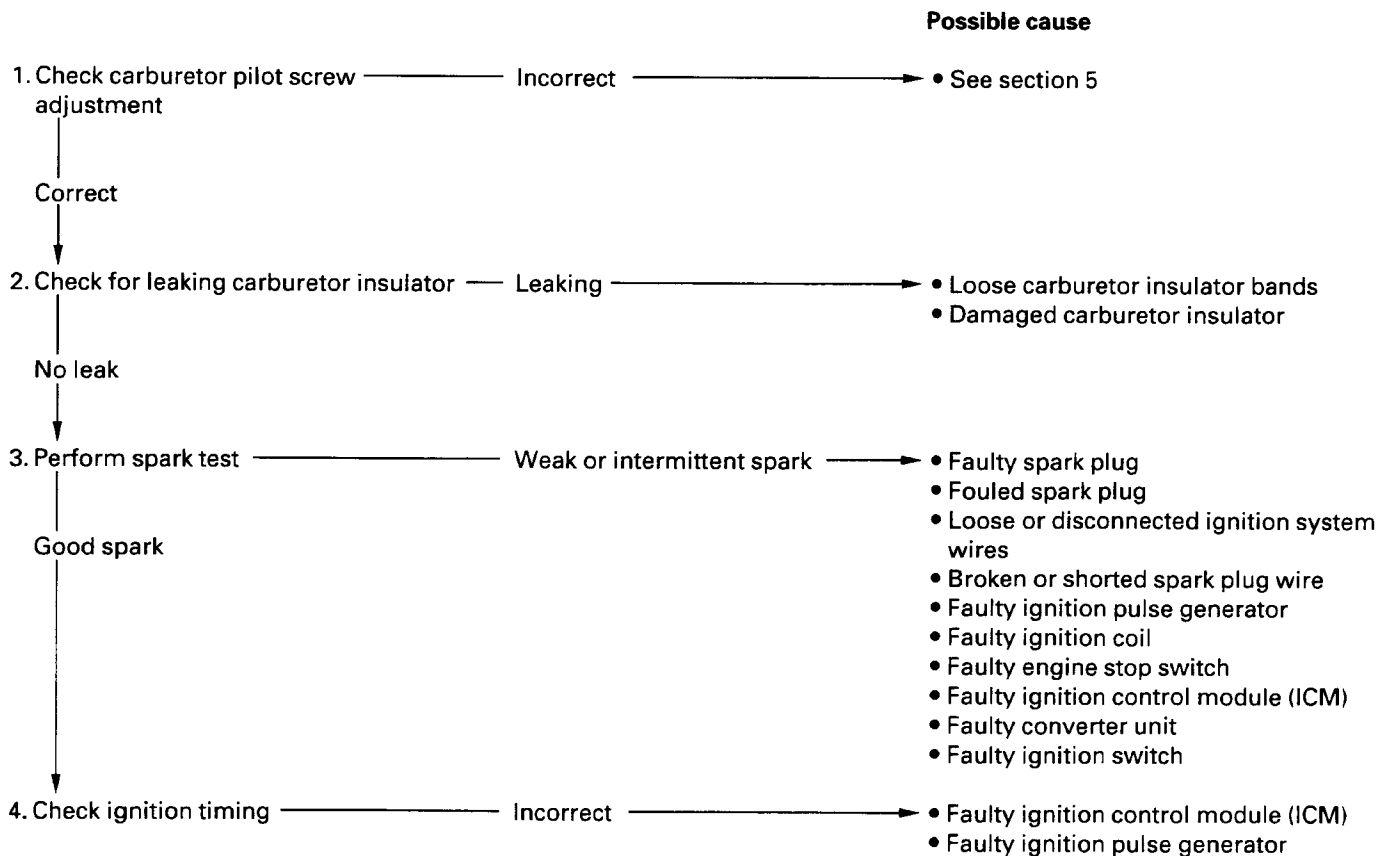 Possible cause
1. Check carburetor pilot screw adjustment
Incorrect
• See section 5
Correct
2. Check for leaking carburetor insulator
Leaking
• Loose carburetor insulator bands
• Damaged carburetor insulator
No leak
3. Perform spark test
Weak or intermittent spark
• Faulty spark plug
• Fouled spark plug
• Loose or disconnected ignition system
wires
• Broken or shorted spark plug wire
• Faulty ignition pulse generator
• Faulty ignition coil
• Faulty engine stop switch
• Faulty ignition control module (ICM)
• Faulty converter unit
• Faulty ignition switch
Good spark
4. Check ignition timing
Incorrect
• Faulty ignition control module (ICM)
• Faulty ignition pulse generator